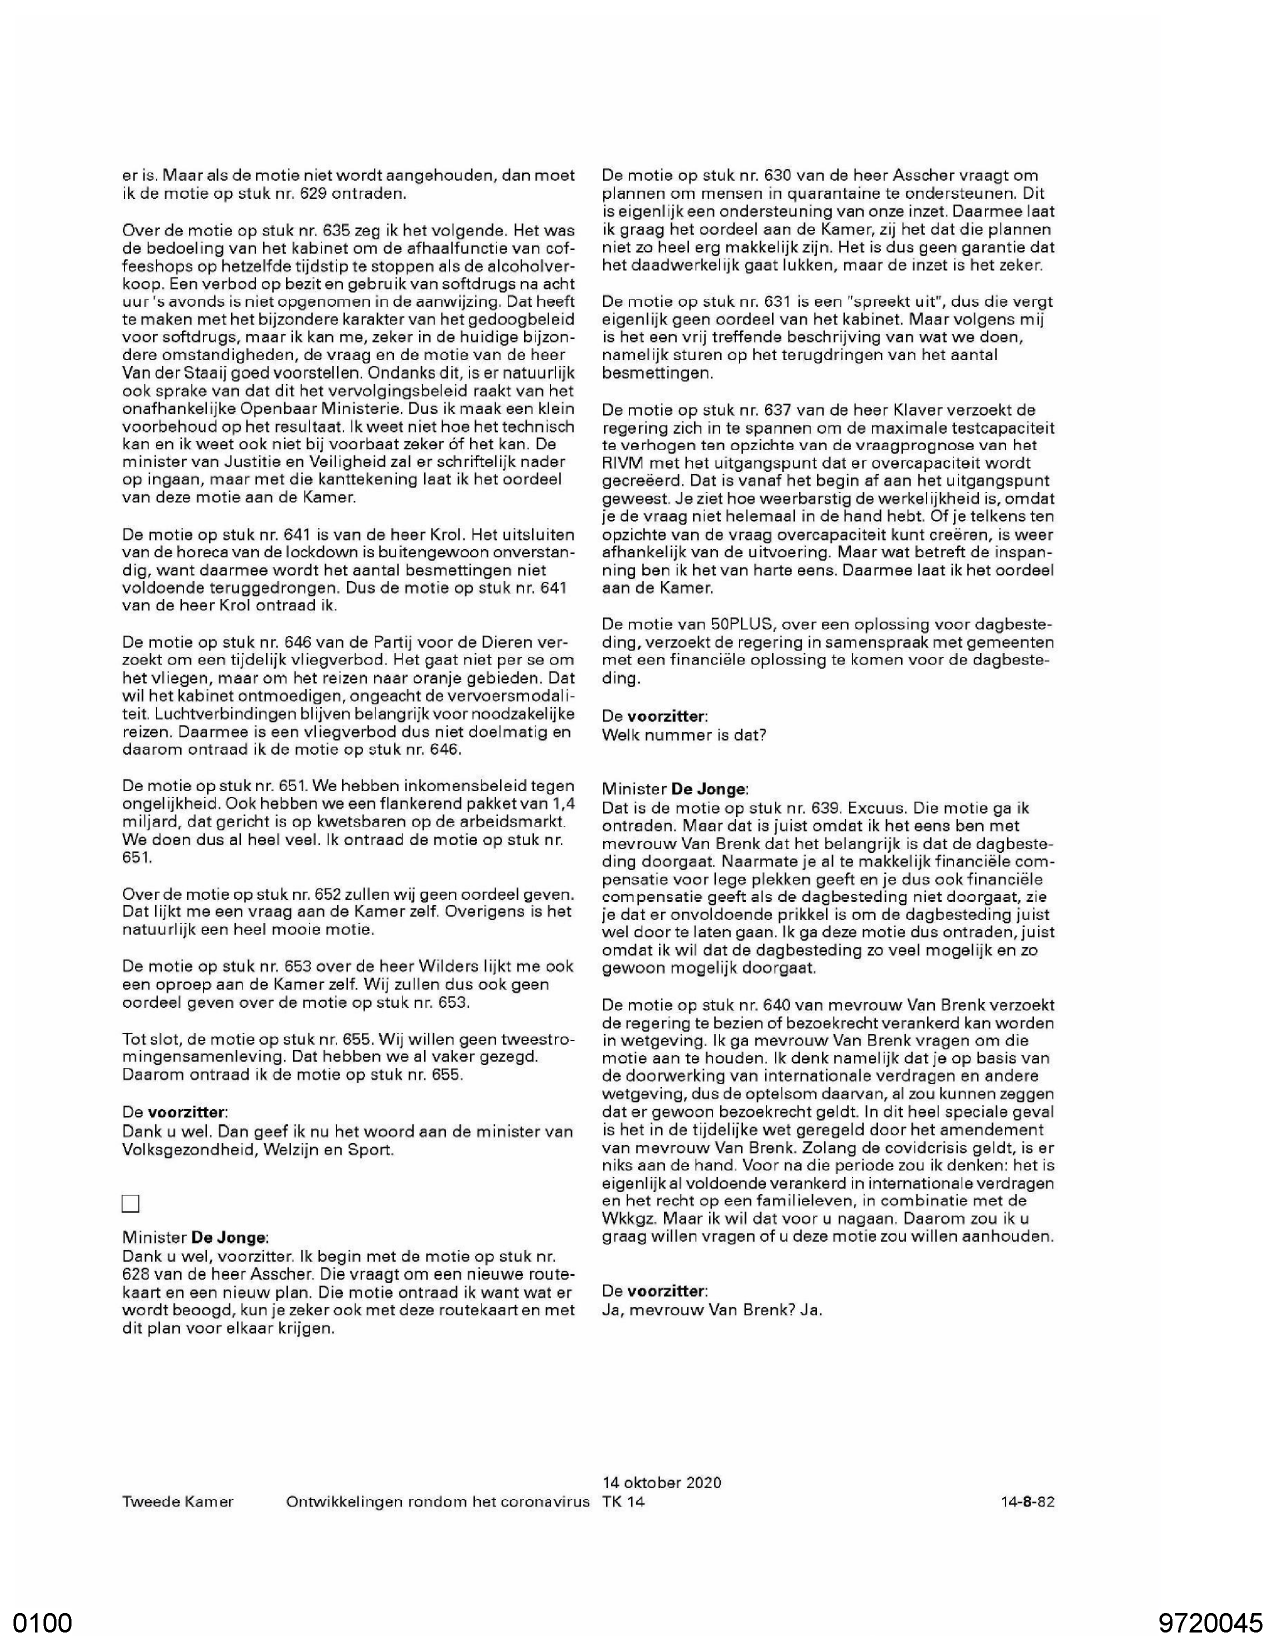 er is. Maar als de motie niet wordt aangehouden, dan moet
ik de motie op stuk nr. 629 ontraden.
Over de motie op stuk nr. 635 zeg ik het volgende. Het was
de bedoeling van het kabinet om de afhaalfunctie van cof-
feeshops op hetzelfde tijdstip te stoppen als de alcoholver-
koop. Een verbod op bezit en gebruik van softdrugs na acht
uur 's avonds is niet opgenomen in de aanwijzing. Dat heeft
te maken met het bijzondere karakter van het gedoogbeleid
voor softdrugs, maar ik kan me, zeker in de huidige bijzon-
dere omstandigheden, de vraag en de motie van de heer
Van der Staaij goed voorstellen. Ondanks dit, is er natuurlijk
ook sprake van dat dit het vervolgingsbeleid raakt van het
onafhankelijke Openbaar Ministerie. Dus ik maak een klein
voorbehoud op het resultaat. Ik weet niet hoe het technisch
kan en ik weet ook niet bij voorbaat zeker óf het kan. De
minister van Justitie en Veiligheid zal er schriftelijk nader
op ingaan, maar met die kanttekening laat ik het oordeel
van deze motie aan de Kamer.
De motie op stuk nr. 641 is van de heer Krol. Het uitsluiten
van de horeca van de lockdown is buitengewoon onverstan-
dig, want daarmee wordt het aantal besmettingen niet
voldoende teruggedrongen. Dus de motie op stuk nr. 641
van de heer Krol ontraad ik.
De motie op stuk nr. 646 van de Partij voor de Dieren ver-
zoekt om een tijdelijk vliegverbod. Het gaat niet per se om
het vliegen, maar om het reizen naar oranje gebieden. Dat
wil het kabinet ontmoedigen, ongeacht de vervoersmodali-
teit. Luchtverbindingen blijven belangrijk voor noodzakelijke
reizen. Daarmee is een vliegverbod dus niet doelmatig en
daarom ontraad ik de motie op stuk nr. 646.
De motie op stuk nr. 651. We hebben inkomensbeleid tegen
ongelijkheid. Ook hebben we een flankerend pakket van 1,4
miljard, dat gericht is op kwetsbaren op de arbeidsmarkt.
We doen dus al heel veel. Ik ontraad de motie op stuk nr.
651.
Over de motie op stuk nr. 652 zullen wij geen oordeel geven.
Dat lijkt me een vraag aan de Kamer zelf. Overigens is het
natuurlijk een heel mooie motie.
De motie op stuk nr. 653 over de heer Wilders lijkt me ook
een oproep aan de Kamer zelf. Wij zullen dus ook geen
oordeel geven over de motie op stuk nr. 653.
Tot slot, de motie op stuk nr. 655. Wij willen geen tweestro-
mingensamenleving. Dat hebben we al vaker gezegd.
Daarom ontraad ik de motie op stuk nr. 655.
De voorzitter:
Dank u wel. Dan geef ik nu het woord aan de minister van
Volksgezondheid, Welzijn en Sport.
Minister De Jonge:
Dank u wel, voorzitter. Ik begin met de motie op stuk nr.
628 van de heer Asscher. Die vraagt om een nieuwe route-
kaart en een nieuw plan. Die motie ontraad ik want wat er
wordt beoogd, kun je zeker ook met deze routekaart en met
dit plan voor elkaar krijgen.
De motie op stuk nr. 630 van de heer Asscher vraagt om
plannen om mensen in quarantaine te ondersteunen. Dit
is eigenlijk een ondersteuning van onze inzet. Daarmee laat
ik graag het oordeel aan de Kamer, zij het dat die plannen
niet zo heel erg makkelijk zijn. Het is dus geen garantie dat
het daadwerkelijk gaat lukken, maar de inzet is het zeker.
De motie op stuk nr. 631 is een "spreekt uit", dus die vergt
eigenlijk geen oordeel van het kabinet. Maar volgens mij
is het een vrij treffende beschrijving van wat we doen,
namelijk sturen op het terugdringen van het aantal
besmettingen.
De motie op stuk nr. 637 van de heer Klaver verzoekt de
regering zich in te spannen om de maximale testcapaciteit
te verhogen ten opzichte van de vraagprognose van het
RIVM met het uitgangspunt dat er overcapaciteit wordt
gecreëerd. Dat is vanaf het begin af aan het uitgangspunt
geweest. Je ziet hoe weerbarstig de werkelijkheid is, omdat
je de vraag niet helemaal in de hand hebt. Of je telkens ten
opzichte van de vraag overcapaciteit kunt creëren, is weer
afhankelijk van de uitvoering. Maar wat betreft de inspan-
ning ben ik het van harte eens. Daarmee laat ik het oordeel
aan de Kamer.
De motie van 50PLUS, over een oplossing voor dagbeste-
ding, verzoekt de regering in samenspraak met gemeenten
met een financiële oplossing te komen voor de dagbeste-
ding.
De voorzitter:
Welk nummer is dat?
Minister De Jonge:
Dat is de motie op stuk nr. 639. Excuus. Die motie ga ik
ontraden. Maar dat is juist omdat ik het eens ben met
mevrouw Van Brenk dat het belangrijk is dat de dagbeste-
ding doorgaat. Naarmate je al te makkelijk financiële com-
pensatie voor lege plekken geeft en je dus ook financiële
compensatie geeft als de dagbesteding niet doorgaat, zie
je dat er onvoldoende prikkel is om de dagbesteding juist
wel door te laten gaan. Ik ga deze motie dus ontraden, juist
omdat ik wil dat de dagbesteding zo veel mogelijk en zo
gewoon mogelijk doorgaat.
De motie op stuk nr. 640 van mevrouw Van Brenk verzoekt
de regering te bezien of bezoekrecht verankerd kan worden
in wetgeving. Ik ga mevrouw Van Brenk vragen om die
motie aan te houden. Ik denk namelijk dat je op basis van
de doorwerking van internationale verdragen en andere
wetgeving, dus de optelsom daarvan, al zou kunnen zeggen
dat er gewoon bezoekrecht geldt. In dit heel speciale geval
is het in de tijdelijke wet geregeld door het amendement
van mevrouw Van Brenk. Zolang de covidcrisis geldt, is er
niks aan de hand. Voor na die periode zou ik denken: het is
eigenlijk al voldoende verankerd in internationale verdragen
en het recht op een familieleven, in combinatie met de
Wkkgz. Maar ik wil dat voor u nagaan. Daarom zou ik u
graag willen vragen of u deze motie zou willen aanhouden.
De voorzitter:
Ja, mevrouw Van Brenk? Ja.
14 oktober 2020
Tweede Kamer Ontwikkelingen rondom het coronavirus TK 14 14-8-82
0100 9720045